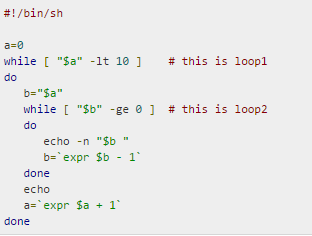 #!/bin/sh
a=0
while [ "$a" -lt 10 ]    # this is loop1
do
   b="$a"
   while [ "$b" -ge 0 ]  # this is loop2
   do
      echo -n "$b "
      b=`expr $b - 1`
   done
   echo
   a=`expr $a + 1`
done